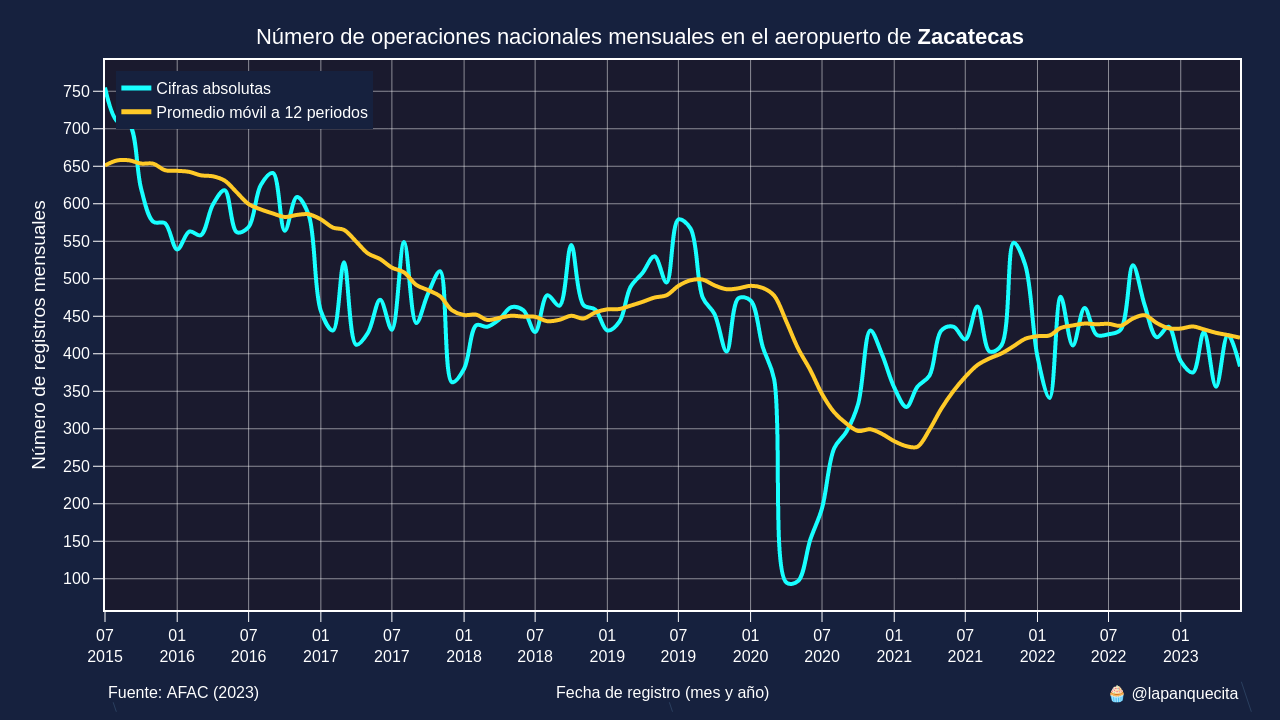 Número de operaciones nacionales mensuales en el aeropuerto de Zacatecas
Cifras absolutas
Promedio móvil a 12 periodos
Número de registros mensuales
750
700
650
600
550
500
450
400
350
300
250
200
150
100
07 01 07 01 07 01 07 01 07 01 07 01 07 01 07 01
2015 2016 2016 2017 2017 2018 2018 2019 2019 2020 2020 2021 2021 2022 2022 2023
Fuente: AFAC (2023)
Fecha de registro (mes y año)
🧁 @lapanquecita